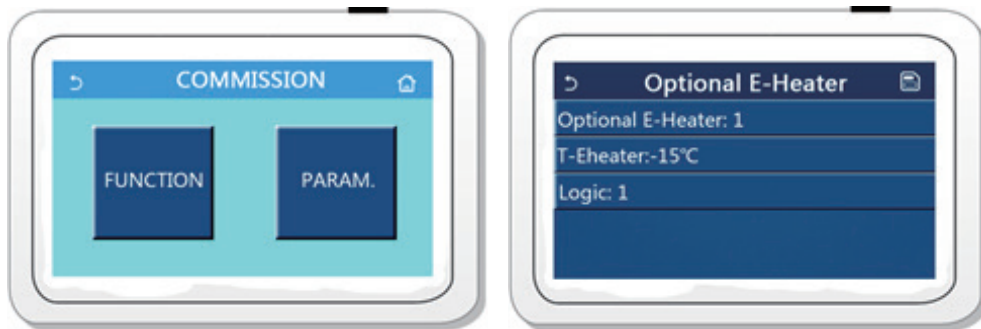 COMMISSION
FUNCTION
PARAM.
Optional E-Heater
Optional E-Heater: 1
T-Eheater:-15℃
Logic: 1